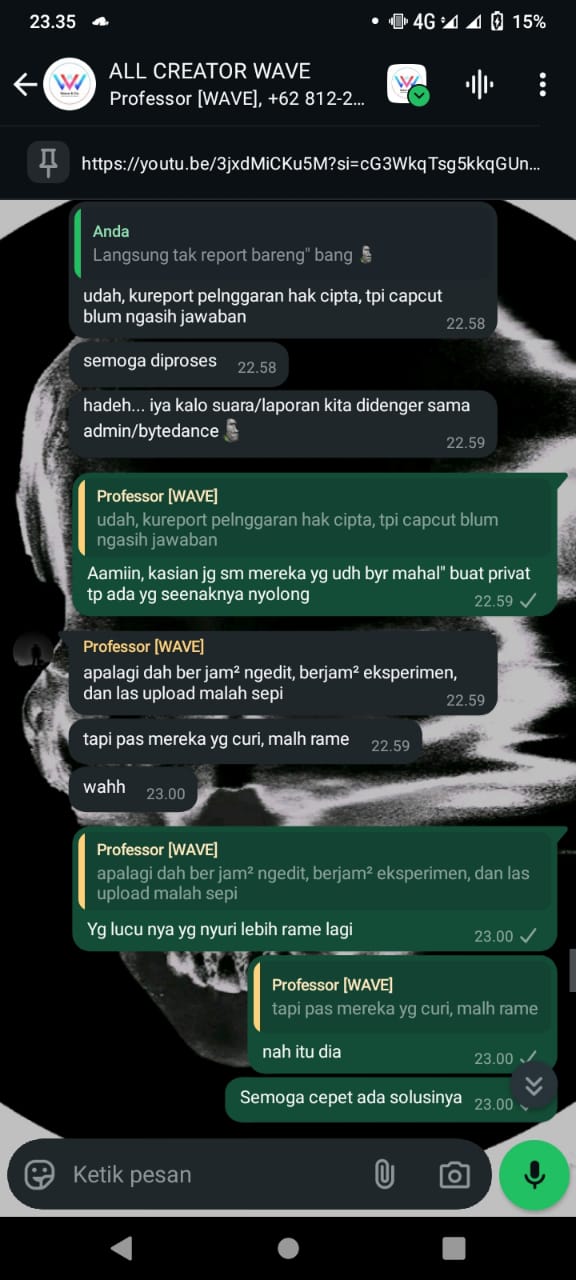 23.35
4G
15%
ALL CREATOR WAVE
Professor [WAVE], +62 812-2...
https://youtu.be/3jxdMiCKu5M?si=cG3WkqTsg5kkqGUn...
Anda
Langsung tak report bareng" bang 🗿
udah, kureport pelnggaran hak cipta, tpi capcut
blum ngasih jawaban
22.58
semoga diproses
22.58
hadeh... iya kalo suara/laporan kita didenger sama
admin/bytedance 🗿
22.59
Professor [WAVE]
udah, kureport pelnggaran hak cipta, tpi capcut blum
ngasih jawaban
Aamiin, kasian jg sm mereka yg udh byr mahal" buat privat
tp ada yg seenaknya nyolong
22.59
Professor [WAVE]
apalagi dah ber jam² ngedit, berjam² eksperimen,
dan las upload malah sepi
22.59
tapi pas mereka yg curi, malh rame
22.59
wahh
23.00
Professor [WAVE]
apalagi dah ber jam² ngedit, berjam² eksperimen, dan las
upload malah sepi
Yg lucu nya yg nyuri lebih rame lagi
23.00
Professor [WAVE]
tapi pas mereka yg curi, malh rame
nah itu dia
23.00
Semoga cepet ada solusinya
23.00
Ketik pesan